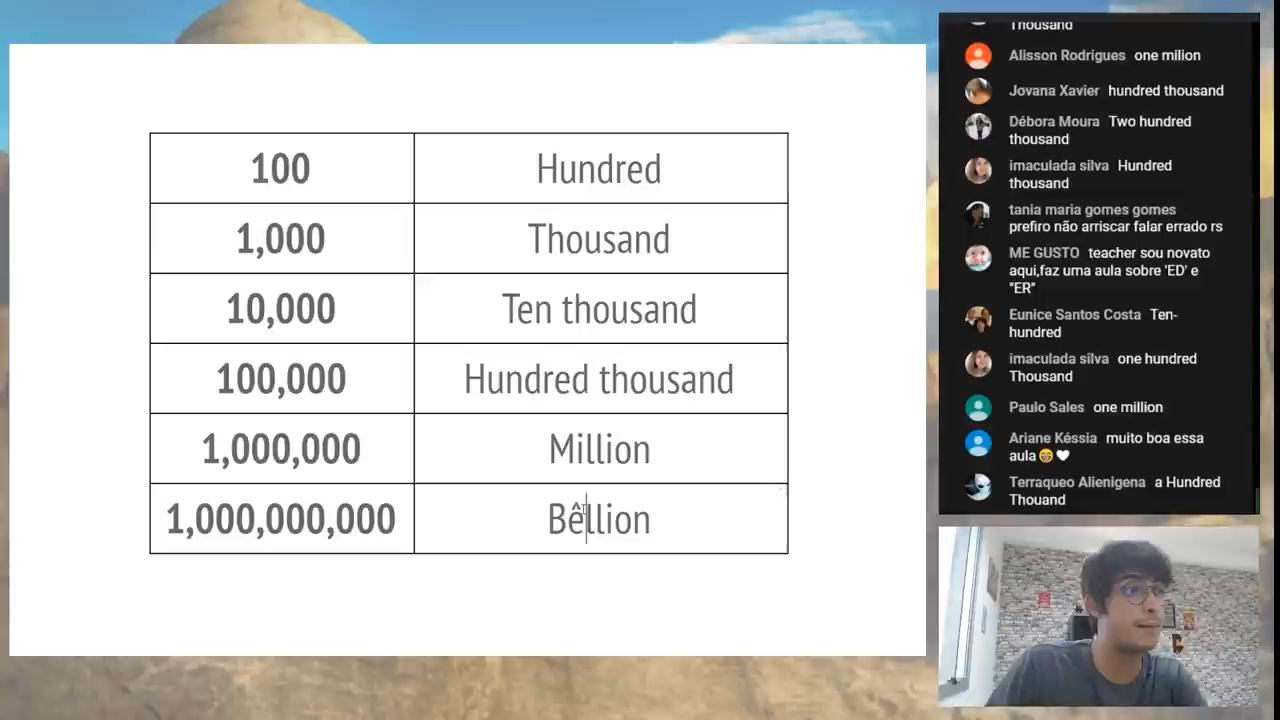 100 Hundred
1,000 Thousand
10,000 Ten thousand
100,000 Hundred thousand
1,000,000 Million
1,000,000,000 Bêllion
Thousand
Alisson Rodrigues one milion
Jovana Xavier hundred thousand
Débora Moura Two hundred
thousand
imaculada silva Hundred
thousand
tania maria gomes gomes
prefiro não arriscar falar errado rs
ME GUSTO teacher sou novato
aqui,faz uma aula sobre 'ED' e
"ER"
Eunice Santos Costa Ten-
hundred
imaculada silva one hundred
Thousand
Paulo Sales one million
Ariane Késsia muito boa essa
aula😁🤍
Terraqueo Alienigena a Hundred
Thouand